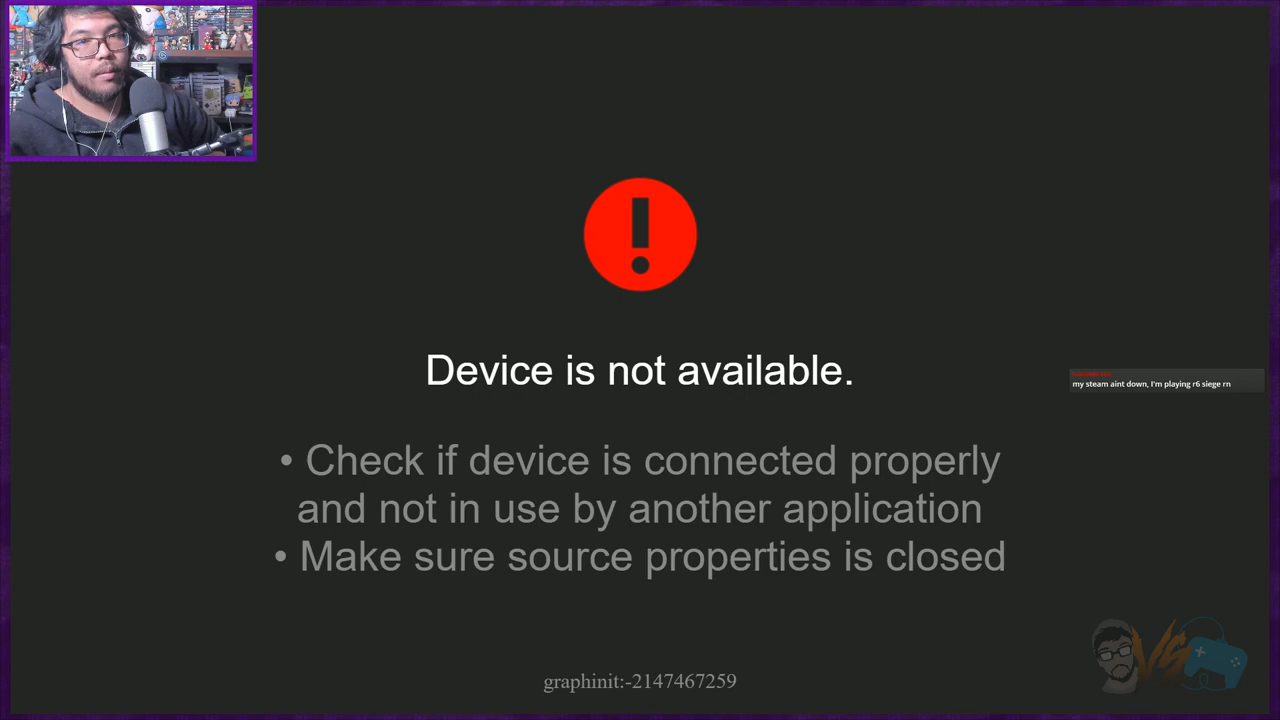 Device is not available.
my steam aint down, I'm playing r6 siege rn
• Check if device is connected properly
and not in use by another application
• Make sure source properties is closed
graphinit:-2147467259
VS